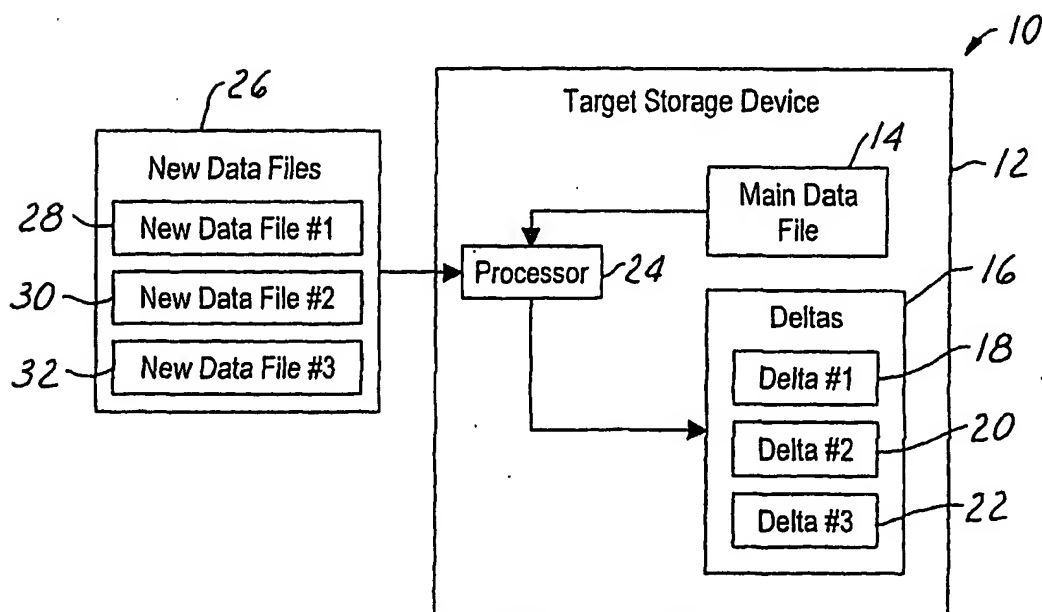 10
26
Target Storage Device
14
12
New Data Files
Main Data
File
28
New Data File #1
Processor
24
16
30
New Data File #2
Deltas
18
32
New Data File #3
Delta #1
20
Delta #2
22
Delta #3